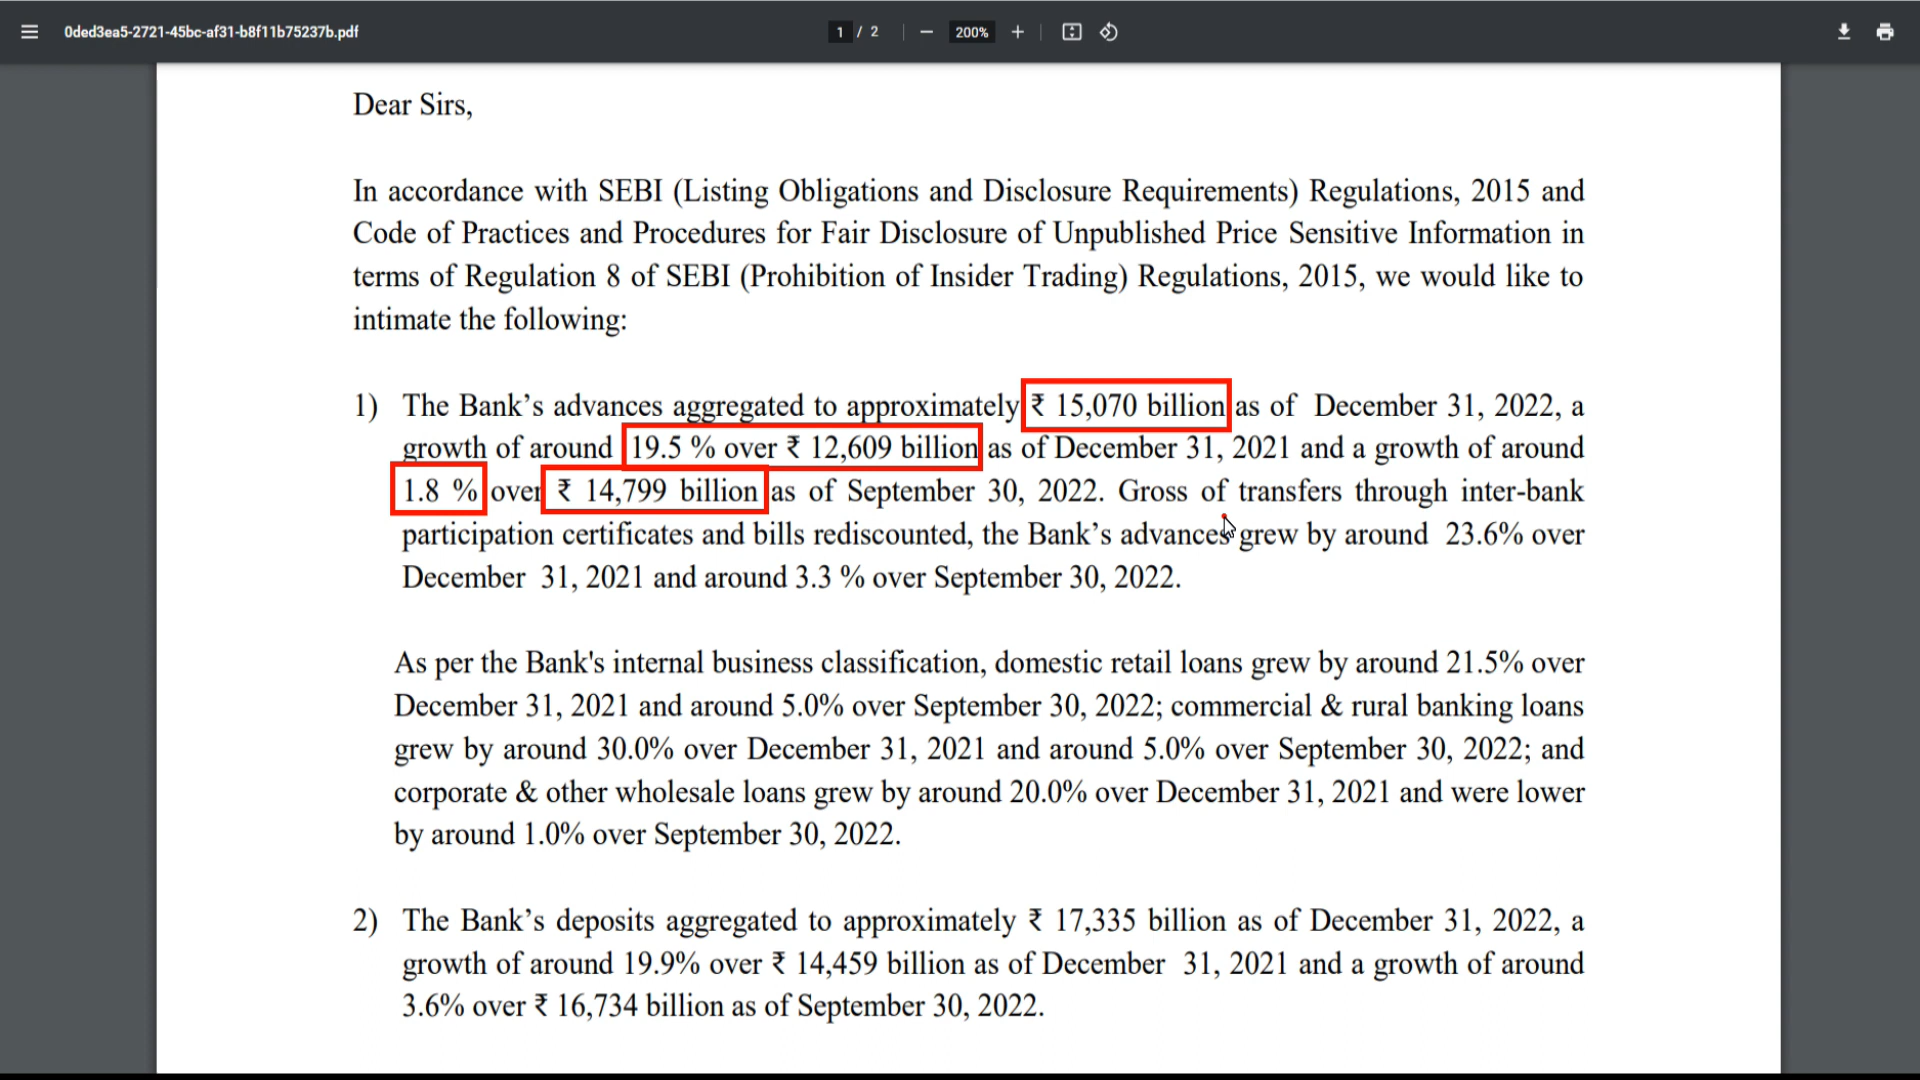 0ded3ea5-2721-45bc-af31-b8f11b75237b.pdf
1 / 2
200%
Dear Sirs,
In accordance with SEBI (Listing Obligations and Disclosure Requirements) Regulations, 2015 and
Code of Practices and Procedures for Fair Disclosure of Unpublished Price Sensitive Information in
terms of Regulation 8 of SEBI (Prohibition of Insider Trading) Regulations, 2015, we would like to
intimate the following:
1) The Bank’s advances aggregated to approximately ₹ 15,070 billion as of December 31, 2022, a
growth of around 19.5 % over ₹ 12,609 billion as of December 31, 2021 and a growth of around
1.8 % over ₹ 14,799 billion as of September 30, 2022. Gross of transfers through inter-bank
participation certificates and bills rediscounted, the Bank’s advances grew by around 23.6% over
December 31, 2021 and around 3.3 % over September 30, 2022.
As per the Bank's internal business classification, domestic retail loans grew by around 21.5% over
December 31, 2021 and around 5.0% over September 30, 2022; commercial & rural banking loans
grew by around 30.0% over December 31, 2021 and around 5.0% over September 30, 2022; and
corporate & other wholesale loans grew by around 20.0% over December 31, 2021 and were lower
by around 1.0% over September 30, 2022.
2) The Bank’s deposits aggregated to approximately ₹ 17,335 billion as of December 31, 2022, a
growth of around 19.9% over ₹ 14,459 billion as of December 31, 2021 and a growth of around
3.6% over ₹ 16,734 billion as of September 30, 2022.